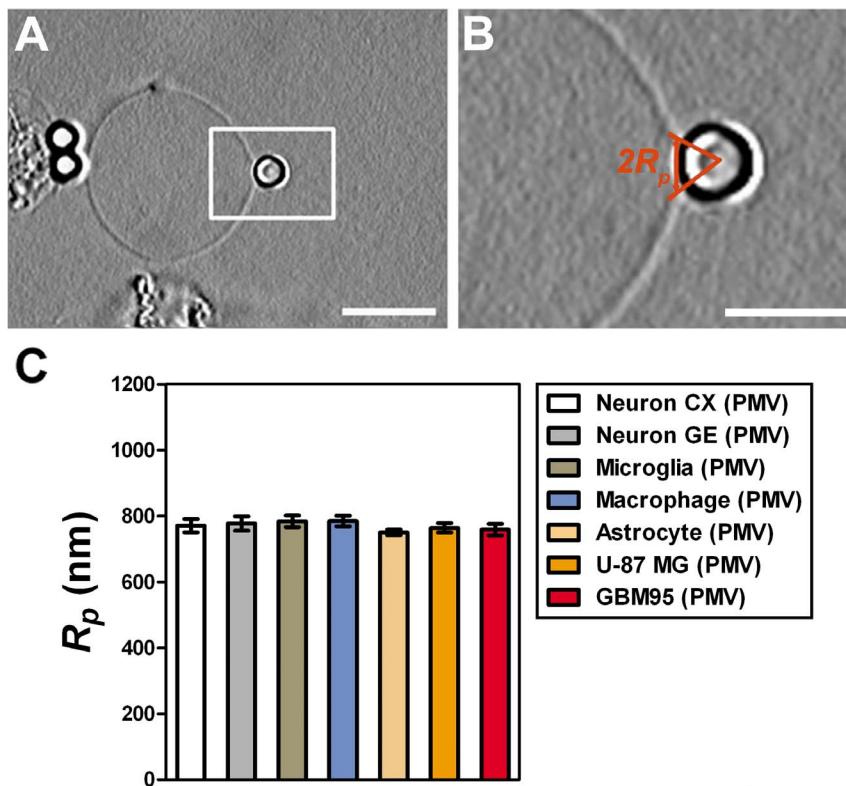 A
B
2Rp
C
1200
1000
800
600
400
200
0
Rp (nm)
Neuron CX (PMV)
Neuron GE (PMV)
Microglia (PMV)
Macrophage (PMV)
Astrocyte (PMV)
U-87 MG (PMV)
GBM95 (PMV)